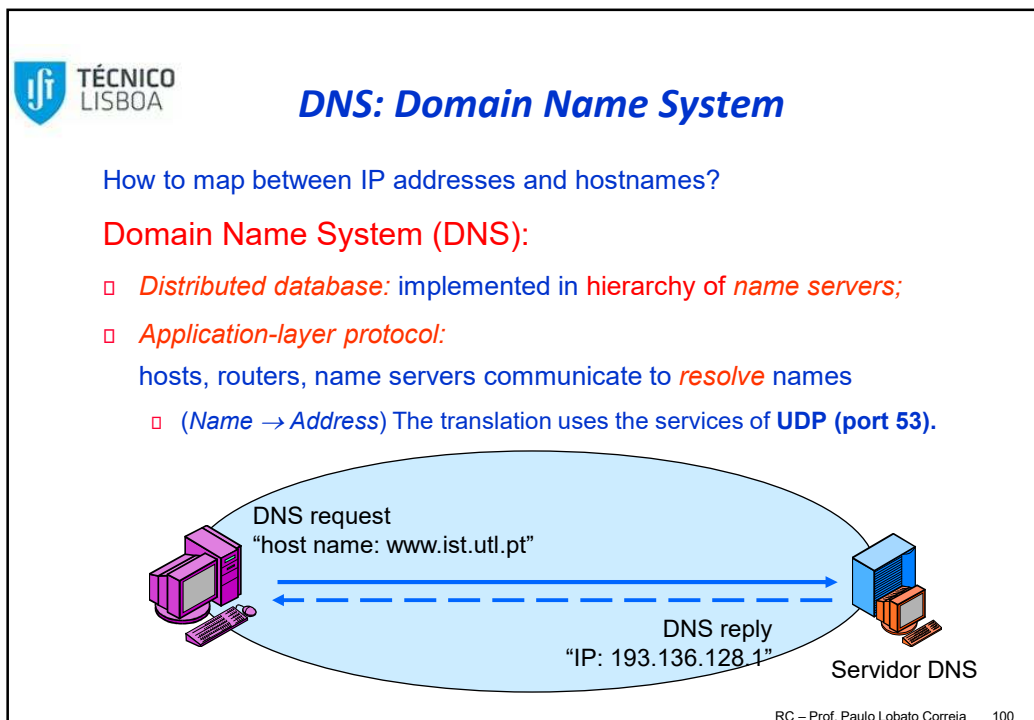 TÉCNICO
LISBOA
DNS: Domain Name System
How to map between IP addresses and hostnames?
Domain Name System (DNS):
Distributed database: implemented in hierarchy of name servers;
Application-layer protocol:
hosts, routers, name servers communicate to resolve names
(Name → Address) The translation uses the services of UDP (port 53).
DNS request
“host name: www.ist.utl.pt”
DNS reply
“IP: 193.136.128.1”
Servidor DNS
RC – Prof. Paulo Lobato Correia 100